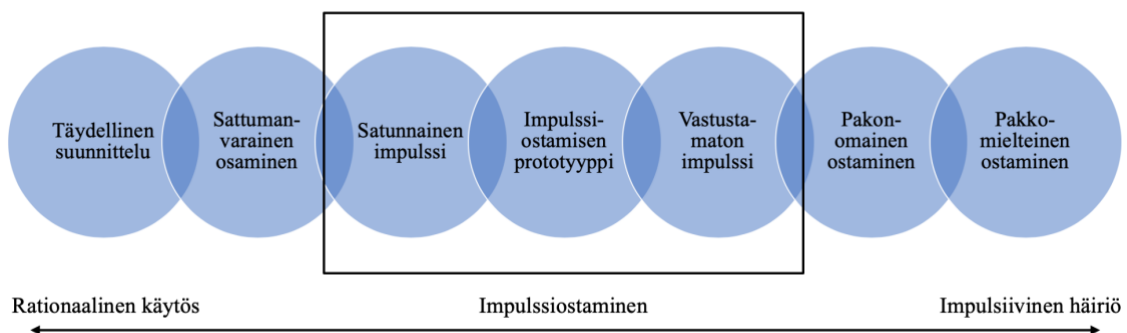 Täydellinen
suunnittelu
Sattuman-
varainen
osaminen
Satunnainen
impulssi
Impulssi-
ostamisen
prototyyppi
Vastusta-
maton
impulssi
Pakon-
omainen
ostaminen
Pakko-
mielteinen
ostaminen
Rationaalinen käytös
Impulssiostaminen
Impulsiivinen häiriö